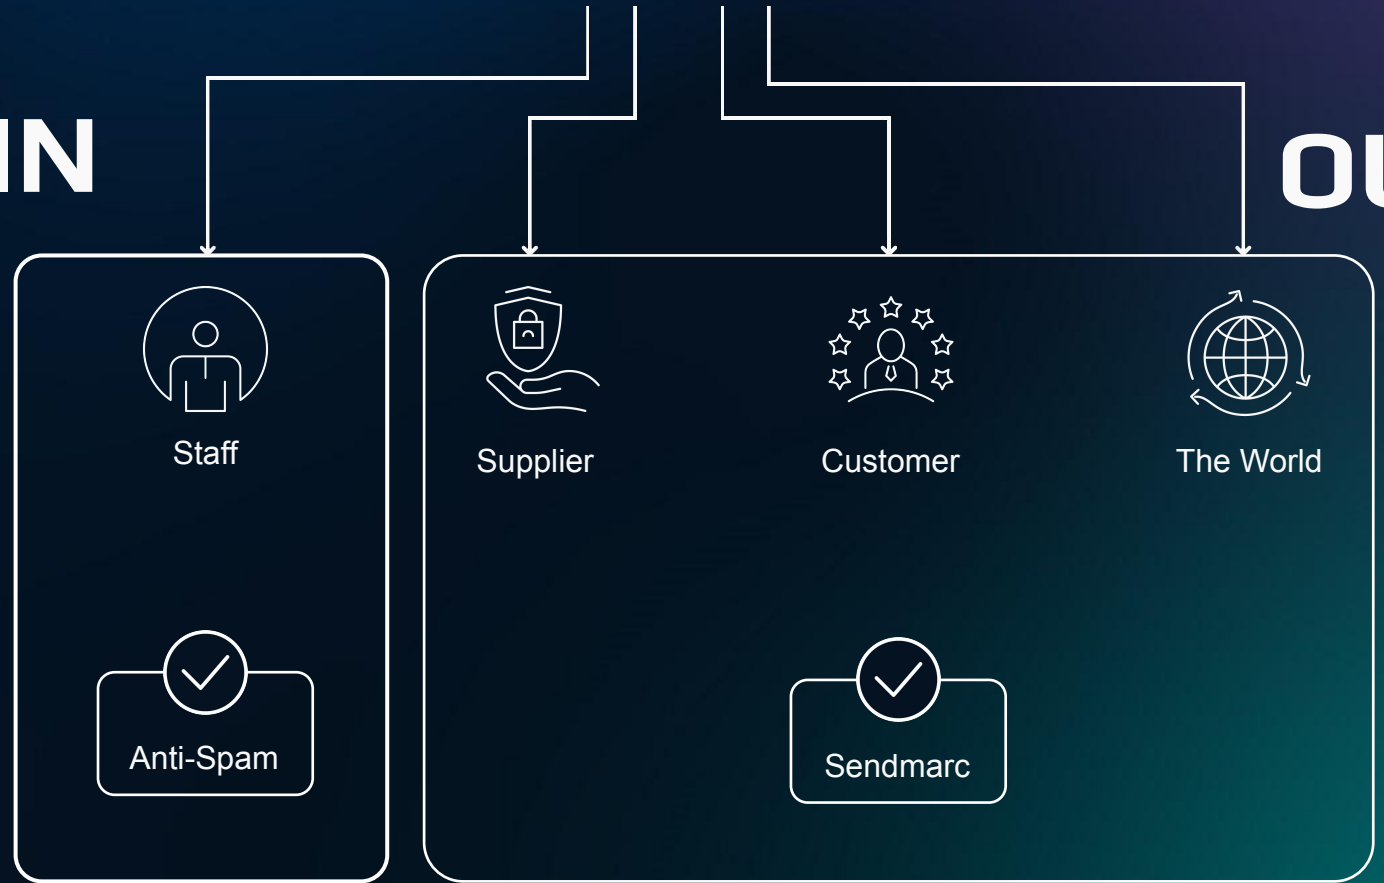 IN
OU
Staff
Supplier
Customer
The World
Anti-Spam
Sendmarc